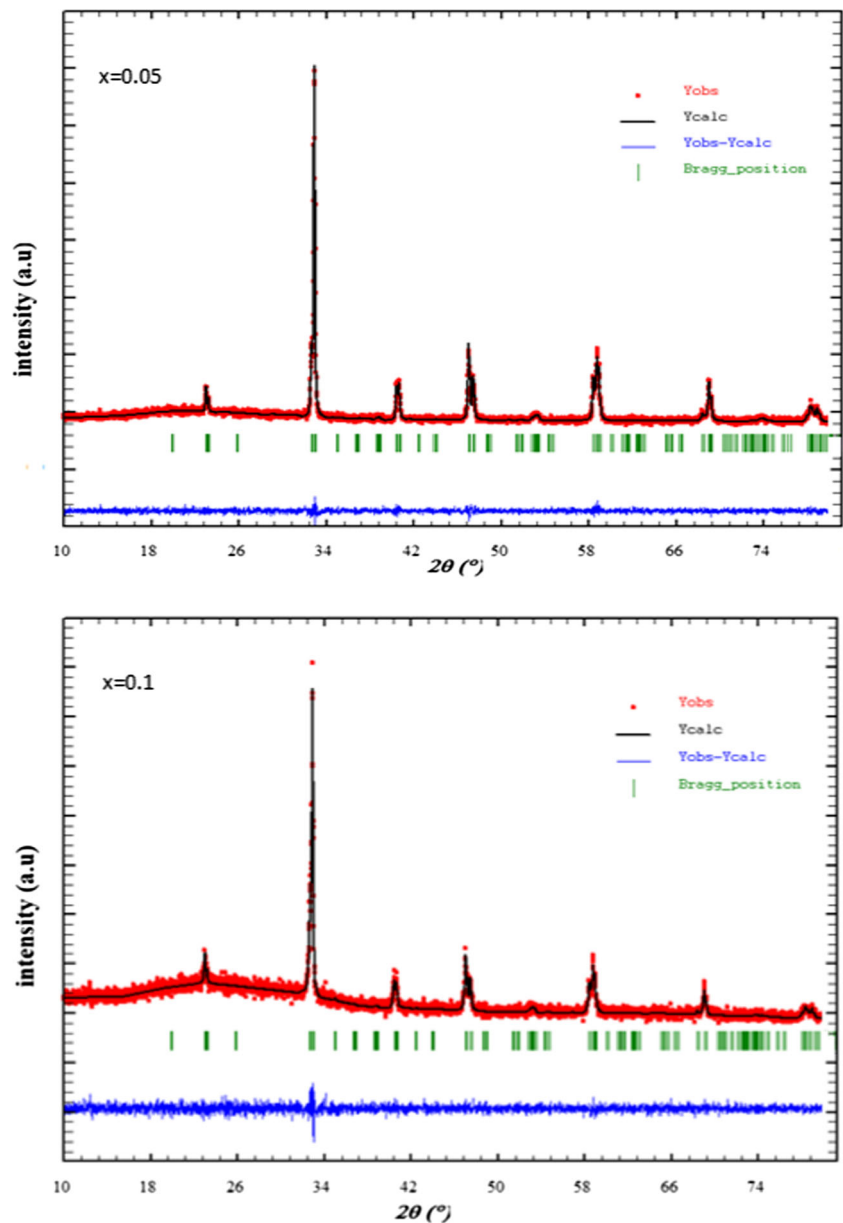 x=0.05
Yobs
Ycalc
Yobs-Ycalc
Bragg_position
intensity (a.u)
10 18 26 34 42 50 58 66 74
2θ (°)
x=0.1
Yobs
Ycalc
Yobs-Ycalc
Bragg_position
intensity (a.u)
10 18 26 34 42 50 58 66 74
2θ (°)